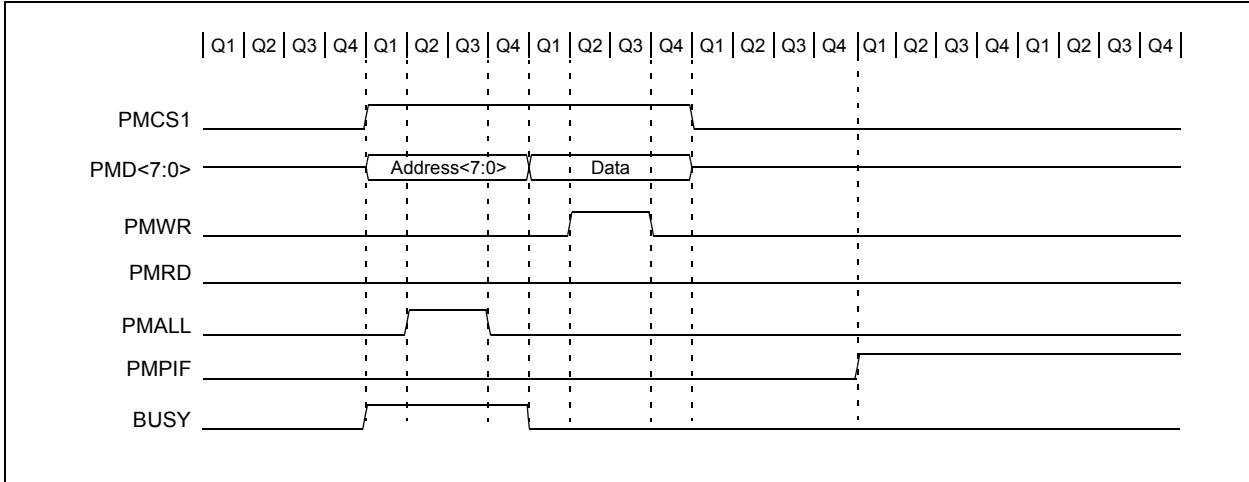 Q1 Q2 Q3 Q4 Q1 Q2 Q3 Q4 Q1 Q2 Q3 Q4 Q1 Q2 Q3 Q4 Q1 Q2 Q3 Q4 Q1 Q2 Q3 Q4
PMCS1
PMD<7:0> Address<7:0> Data
PMWR
PMRD
PMALL
PMPIF
BUSY